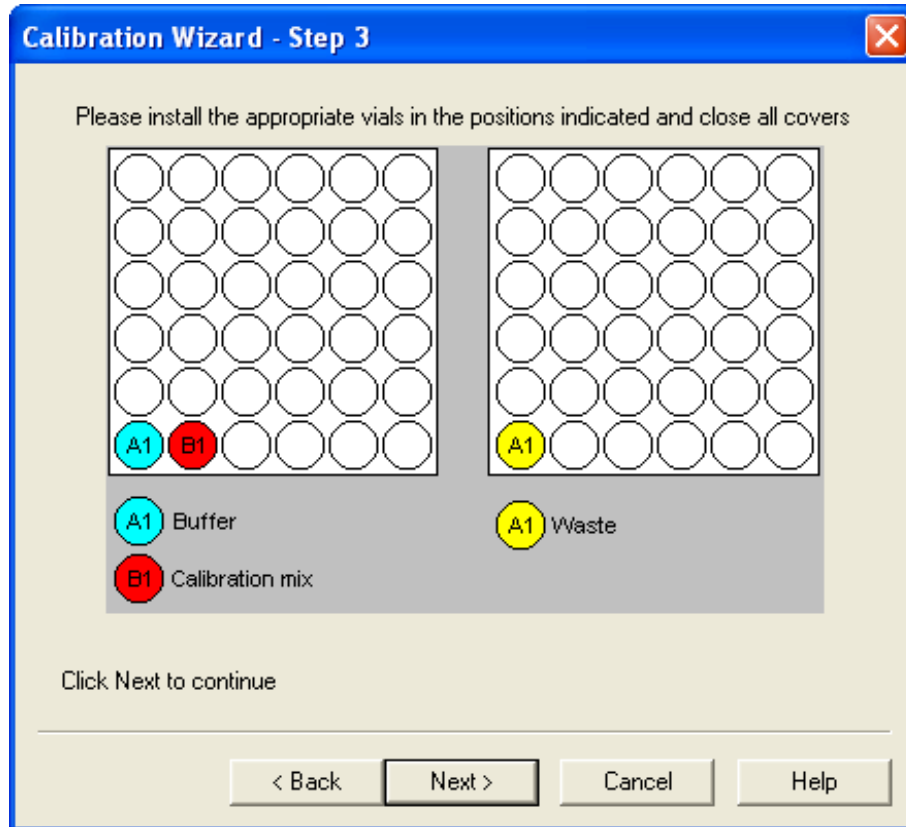 Calibration Wizard - Step 3
Please install the appropriate vials in the positions indicated and close all covers
A1 B1 A1
A1 Buffer A1 Waste
B1 Calibration mix
Click Next to continue
< Back Next > Cancel Help